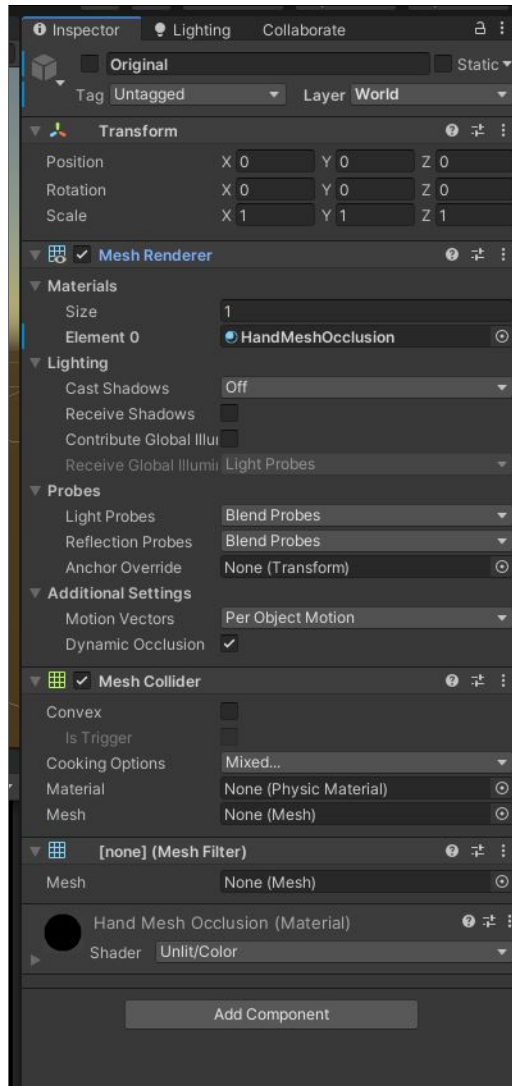 Inspector Lighting Collaborate
Original Static
Tag Untagged Layer World
Transform
Position X 0 Y 0 Z 0
Rotation X 0 Y 0 Z 0
Scale X 1 Y 1 Z 1
Mesh Renderer
Materials
Size 1
Element 0 HandMeshOcclusion
Lighting
Cast Shadows Off
Receive Shadows
Contribute Global Illu
Receive Global Illumi Light Probes
Probes
Light Probes Blend Probes
Reflection Probes Blend Probes
Anchor Override None (Transform)
Additional Settings
Motion Vectors Per Object Motion
Dynamic Occlusion
Mesh Collider
Convex
Is Trigger
Cooking Options Mixed...
Material None (Physic Material)
Mesh None (Mesh)
[none] (Mesh Filter)
Mesh None (Mesh)
Hand Mesh Occlusion (Material)
Shader Unlit/Color
Add Component